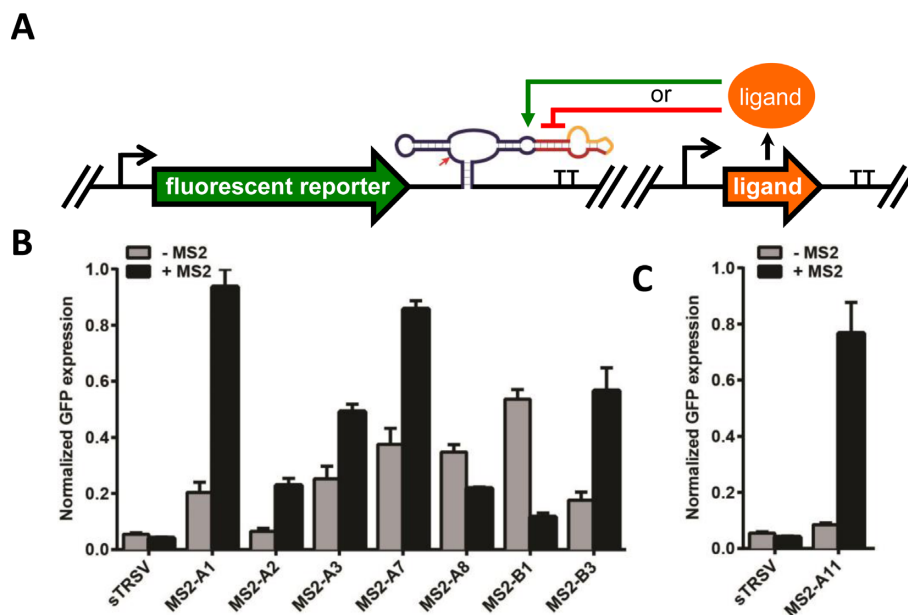 A
or
ligand
fluorescent reporter
TT
ligand
TT
B
- MS2
+ MS2
Normalized GFP expression
1.0
0.8
0.6
0.4
0.2
0.0
sTRSV
MS2-A1
MS2-A2
MS2-A3
MS2-A7
MS2-A8
MS2-B1
MS2-B3
C
- MS2
+ MS2
Normalized GFP expression
1.0
0.8
0.6
0.4
0.2
0.0
sTRSV
MS2-A11